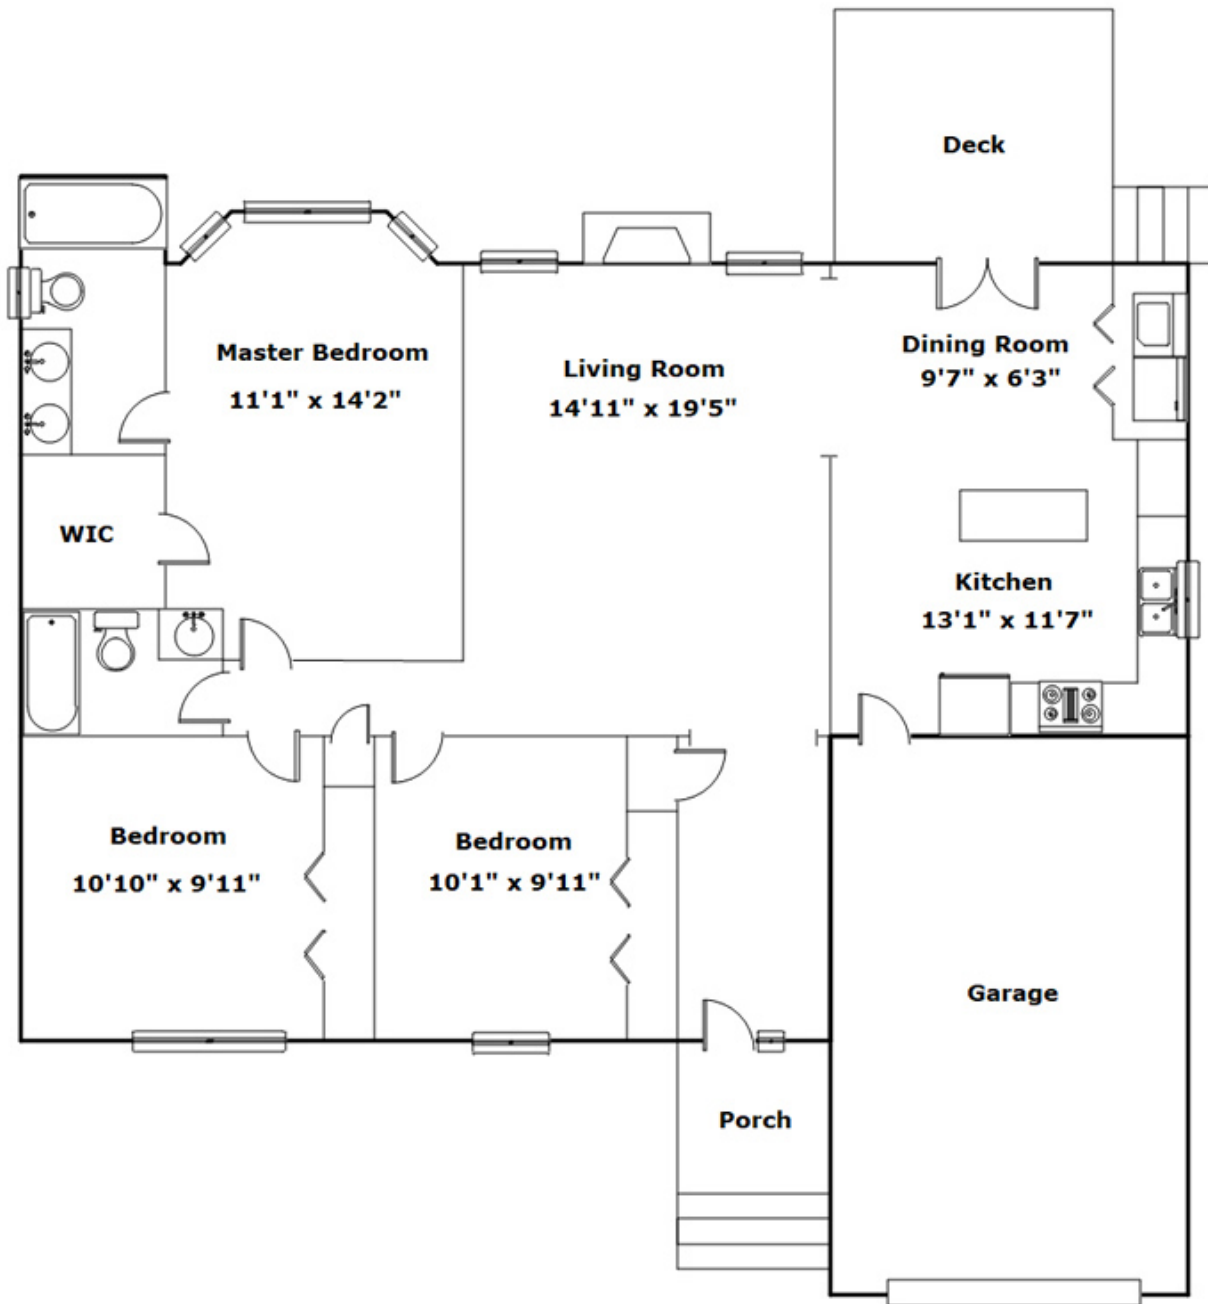 Deck
Master Bedroom
11'1" x 14'2"
Living Room
14'11" x 19'5"
Dining Room
9'7" x 6'3"
WIC
Kitchen
13'1" x 11'7"
Bedroom
10'10" x 9'11"
Bedroom
10'1" x 9'11"
Garage
Porch